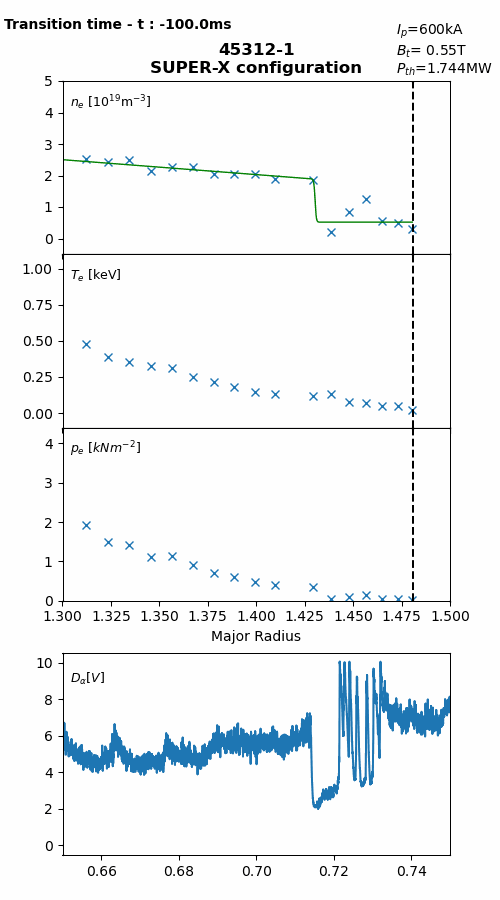 Transition time - t : -100.0ms
45312-1
SUPER-X configuration
I_p=600kA
B_t= 0.55T
P_th=1.744MW
n_e [10^19m^-3]
5
4
3
2
1
0
T_e [keV]
1.00
0.75
0.50
0.25
0.00
p_e [kNm^-2]
4
3
2
1
0
1.300 1.325 1.350 1.375 1.400 1.425 1.450 1.475 1.500
Major Radius
D_α[V]
10
8
6
4
2
0
0.66 0.68 0.70 0.72 0.74